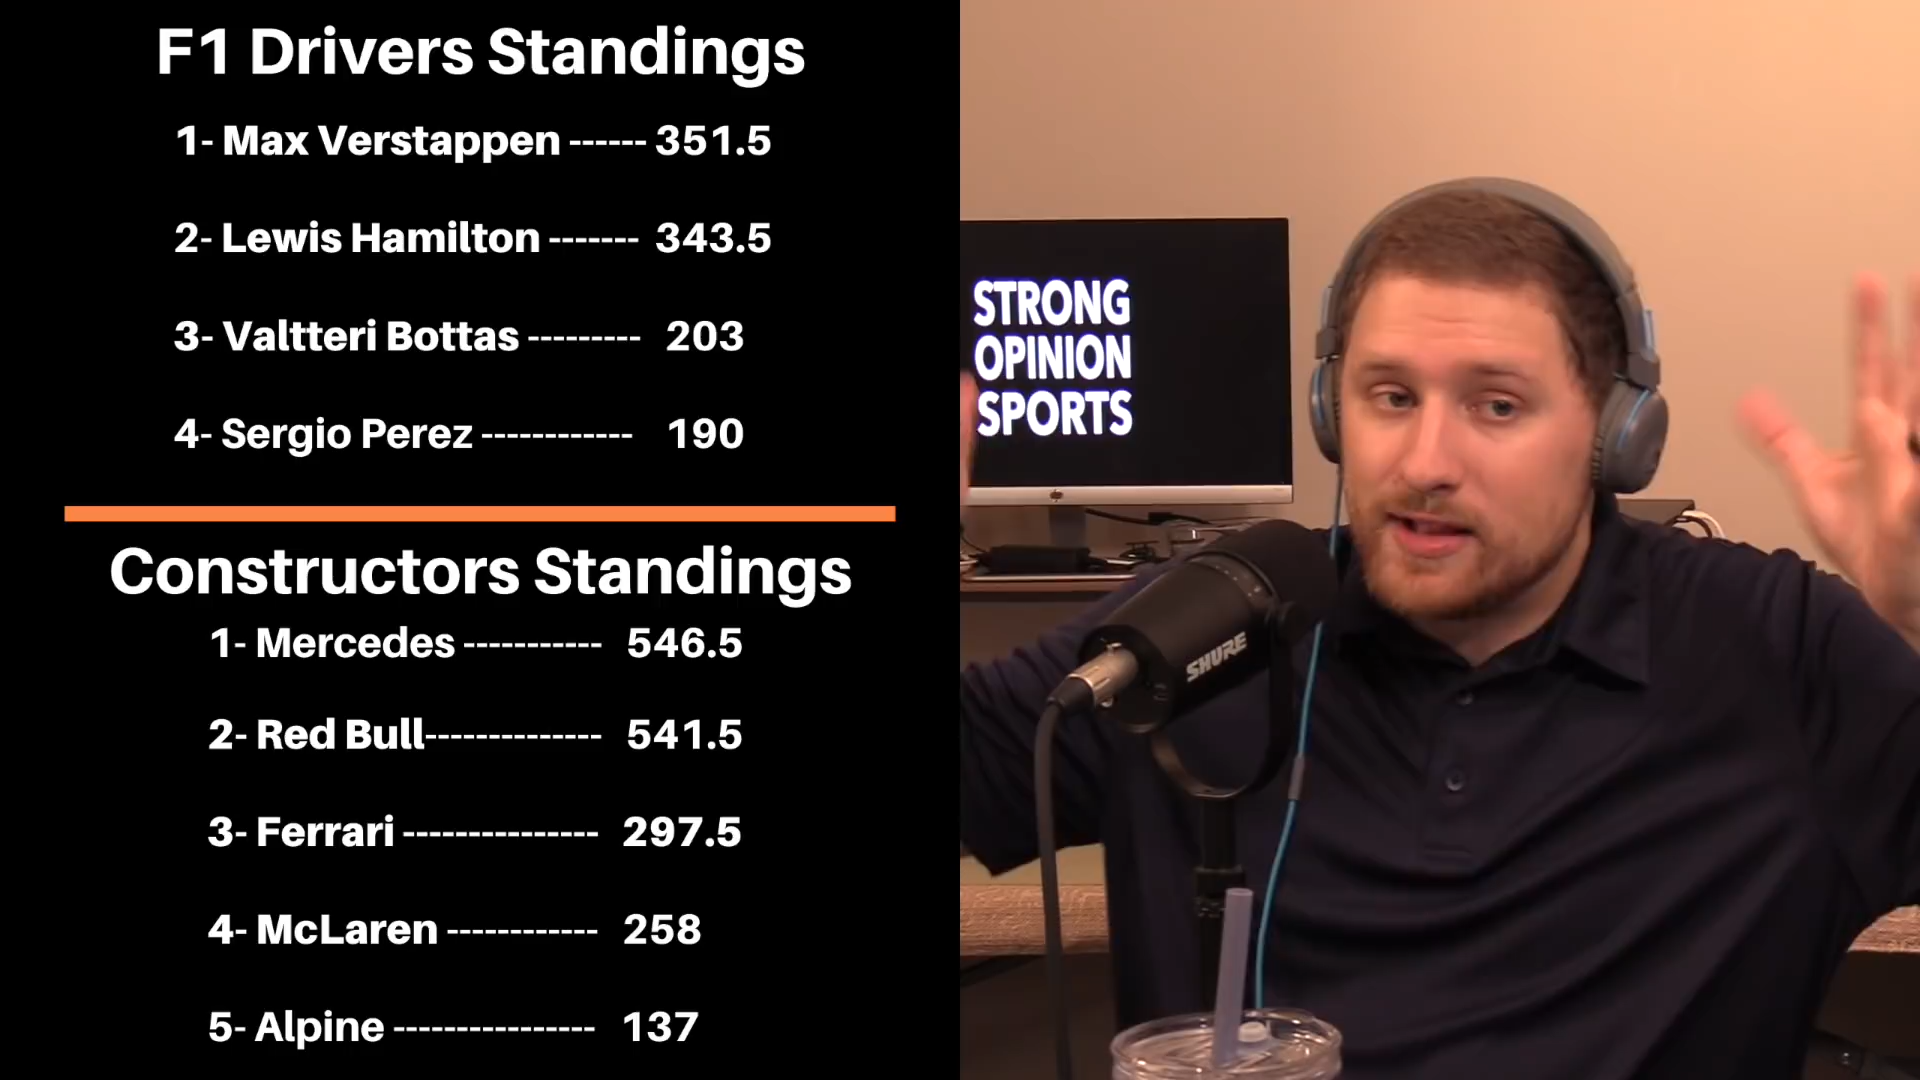 F1 Drivers Standings
1- Max Verstappen ------ 351.5
2- Lewis Hamilton ------- 343.5
3- Valtteri Bottas --------- 203
4- Sergio Perez ------------ 190
Constructors Standings
1- Mercedes ----------- 546.5
2- Red Bull-------------- 541.5
3- Ferrari --------------- 297.5
4- McLaren ------------ 258
5- Alpine ---------------- 137
STRONG
OPINION
SPORTS
SHURE